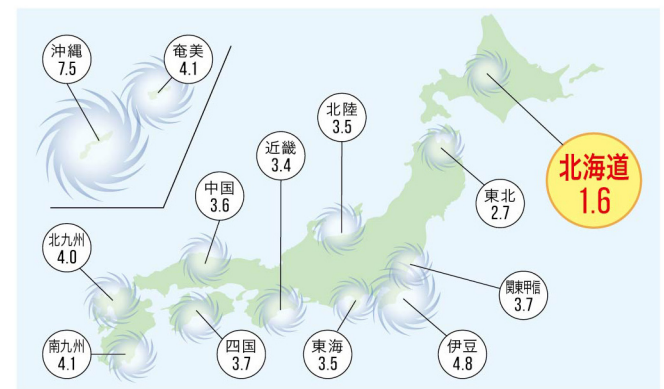 沖縄
7.5
奄美
4.1
北陸
3.5
近畿
3.4
中国
3.6
北海道
1.6
東北
2.7
北九州
4.0
関東甲信
3.7
南九州
4.1
四国
3.7
東海
3.5
伊豆
4.8